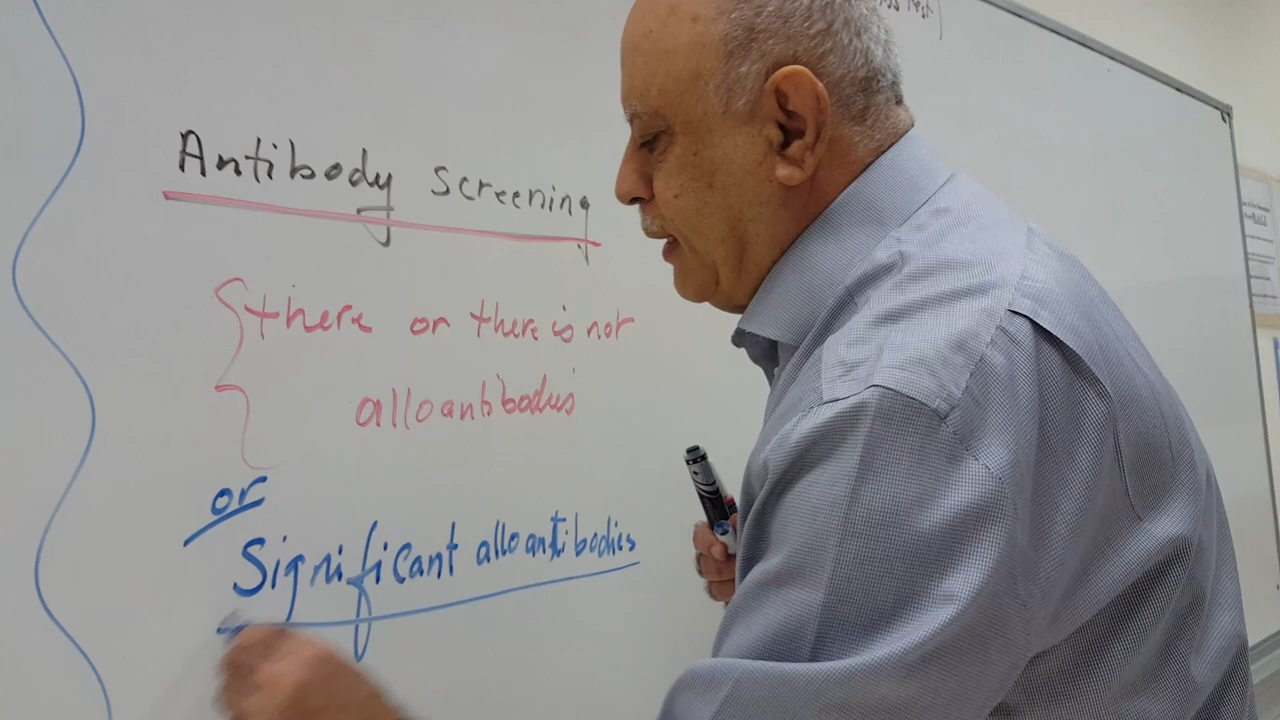 Antibody screening
there or there is not
alloantibodies
or
Significant alloantibodies